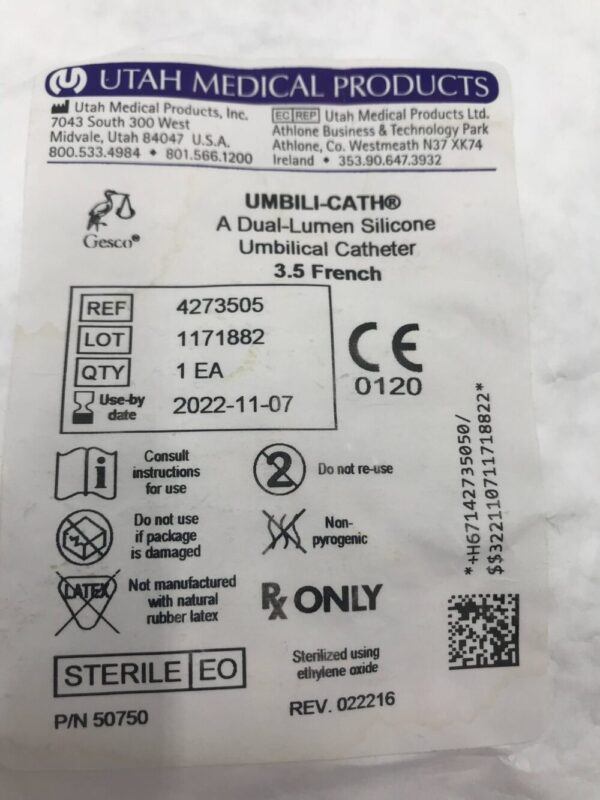 UTAH MEDICAL PRODUCTS
Utah Medical Products, Inc.
7043 South 300 West
Midvale, Utah 84047 U.S.A.
800.533.4984 • 801.566.1200
EC REP Utah Medical Products Ltd.
Athlone Business & Technology Park
Athlone, Co. Westmeath N37 XK74
Ireland • 353.90.647.3932
Gesco®
UMBILI-CATH®
A Dual-Lumen Silicone
Umbilical Catheter
3.5 French
REF 4273505
LOT 1171882
QTY 1 EA
Use-by date 2022-11-07
CE
0120
Consult
instructions
for use
2 Do not re-use
Do not use
if package
is damaged
Non-
pyrogenic
LATEX Not manufactured
with natural
rubber latex
Rx ONLY
STERILE EO
Sterilized using
ethylene oxide
P/N 50750
REV. 022216
*+H67142735050/
$$322110711718822*